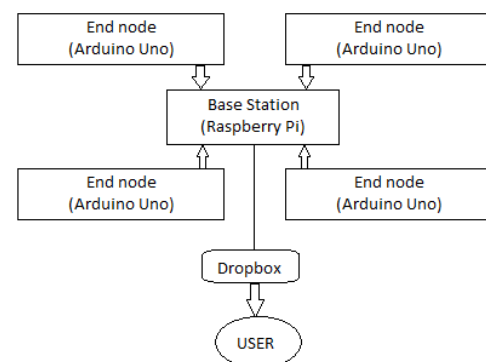 End node
(Arduino Uno)
End node
(Arduino Uno)
Base Station
(Raspberry Pi)
End node
(Arduino Uno)
End node
(Arduino Uno)
Dropbox
USER